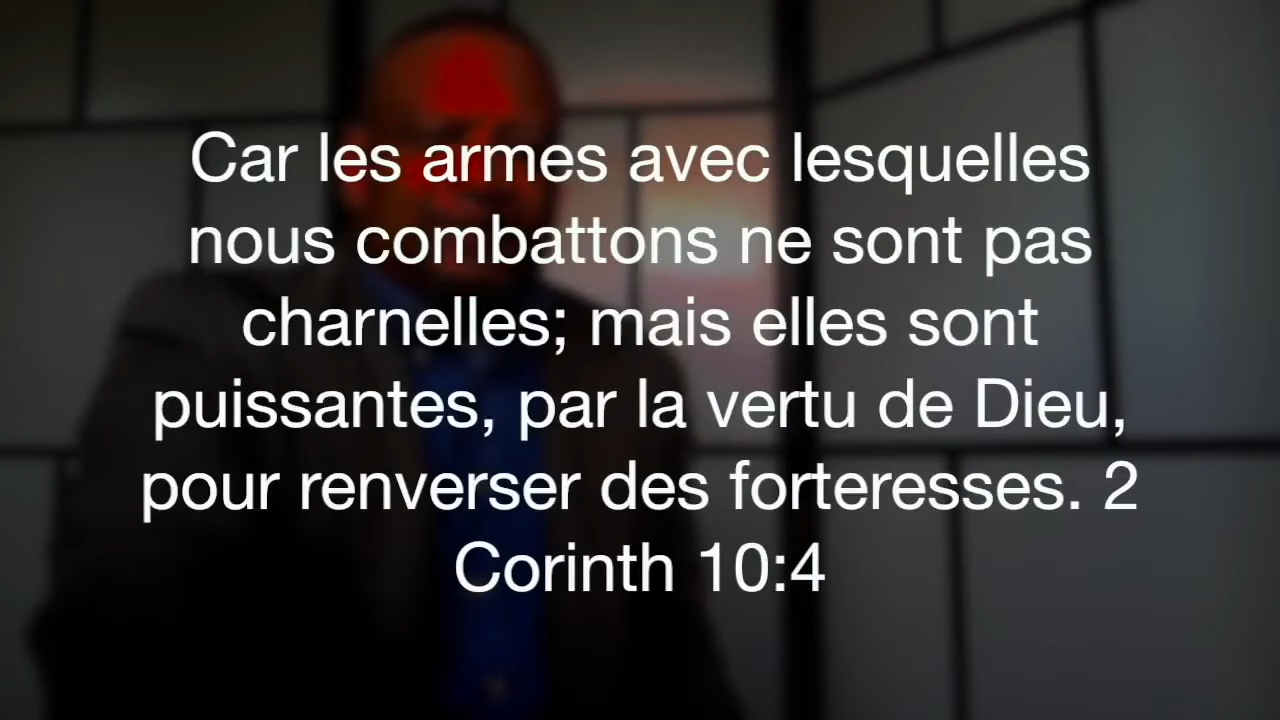 Car les armes avec lesquelles
nous combattons ne sont pas
charnelles; mais elles sont
puissantes, par la vertu de Dieu,
pour renverser des forteresses. 2
Corinth 10:4